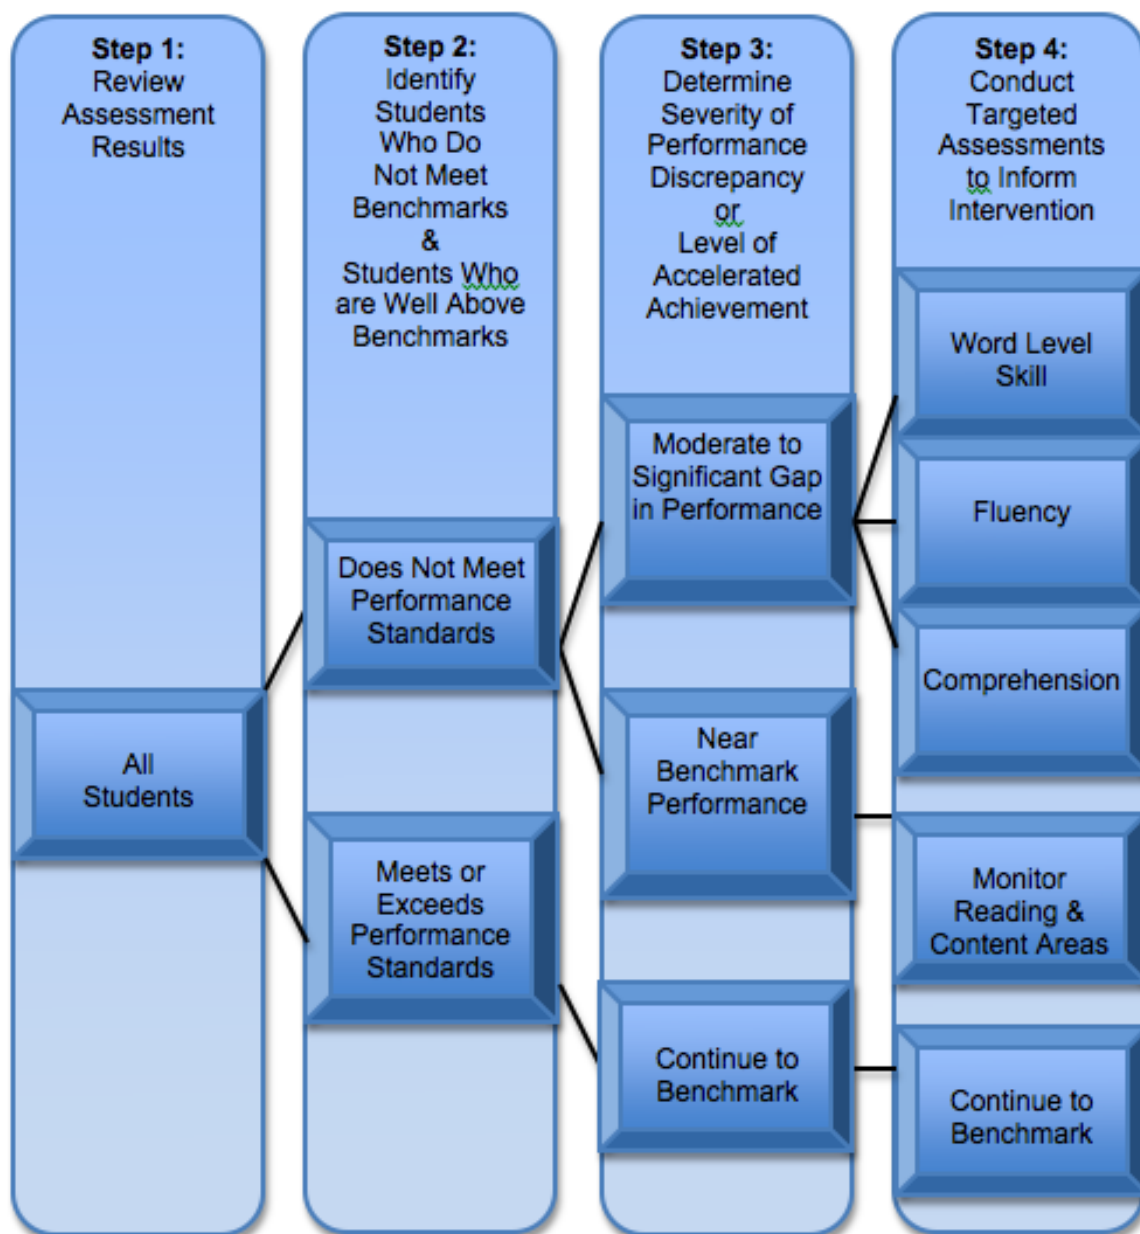 Step 1:
Review
Assessment
Results
All
Students
Step 2:
Identify
Students
Who Do
Not Meet
Benchmarks
&
Students Who
are Well Above
Benchmarks
Does Not Meet
Performance
Standards
Meets or
Exceeds
Performance
Standards
Step 3:
Determine
Severity of
Performance
Discrepancy
or
Level of
Accelerated
Achievement
Moderate to
Significant Gap
in Performance
Near
Benchmark
Performance
Continue to
Benchmark
Step 4:
Conduct
Targeted
Assessments
to Inform
Intervention
Word Level
Skill
Fluency
Comprehension
Monitor
Reading &
Content Areas
Continue to
Benchmark